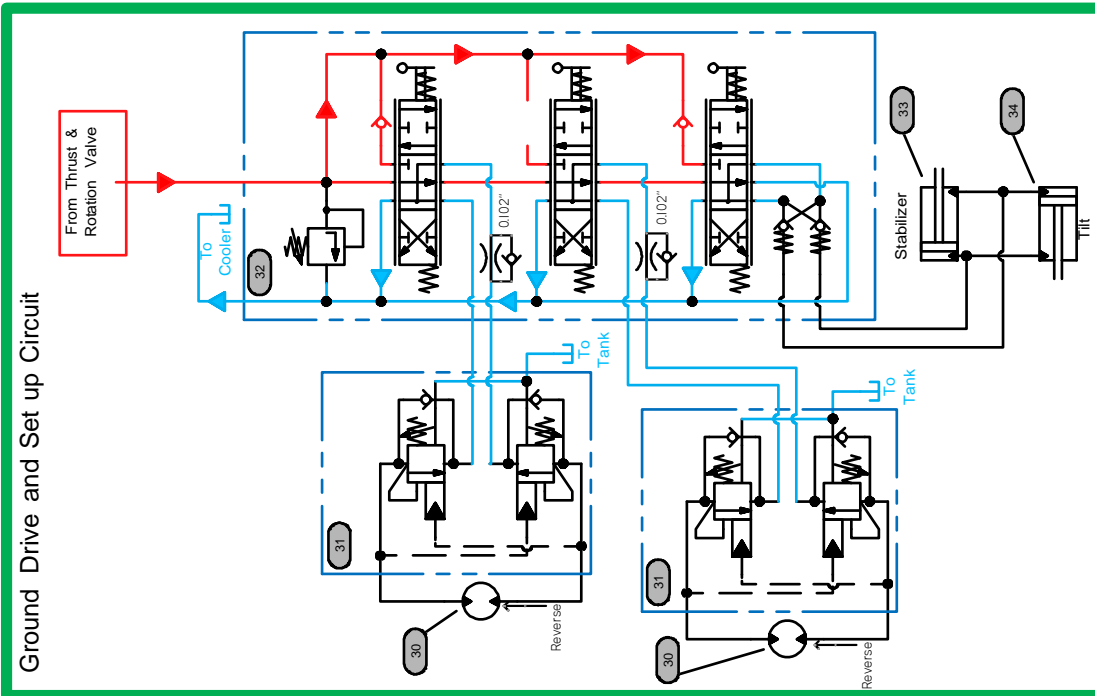 Ground Drive and Set up Circuit
From Thrust &
Rotation Valve
To
Cooler
32
0.102"
0.102"
33
34
Stabilizer
Tilt
To
Tank
To
Tank
31
31
30
30
Reverse
Reverse